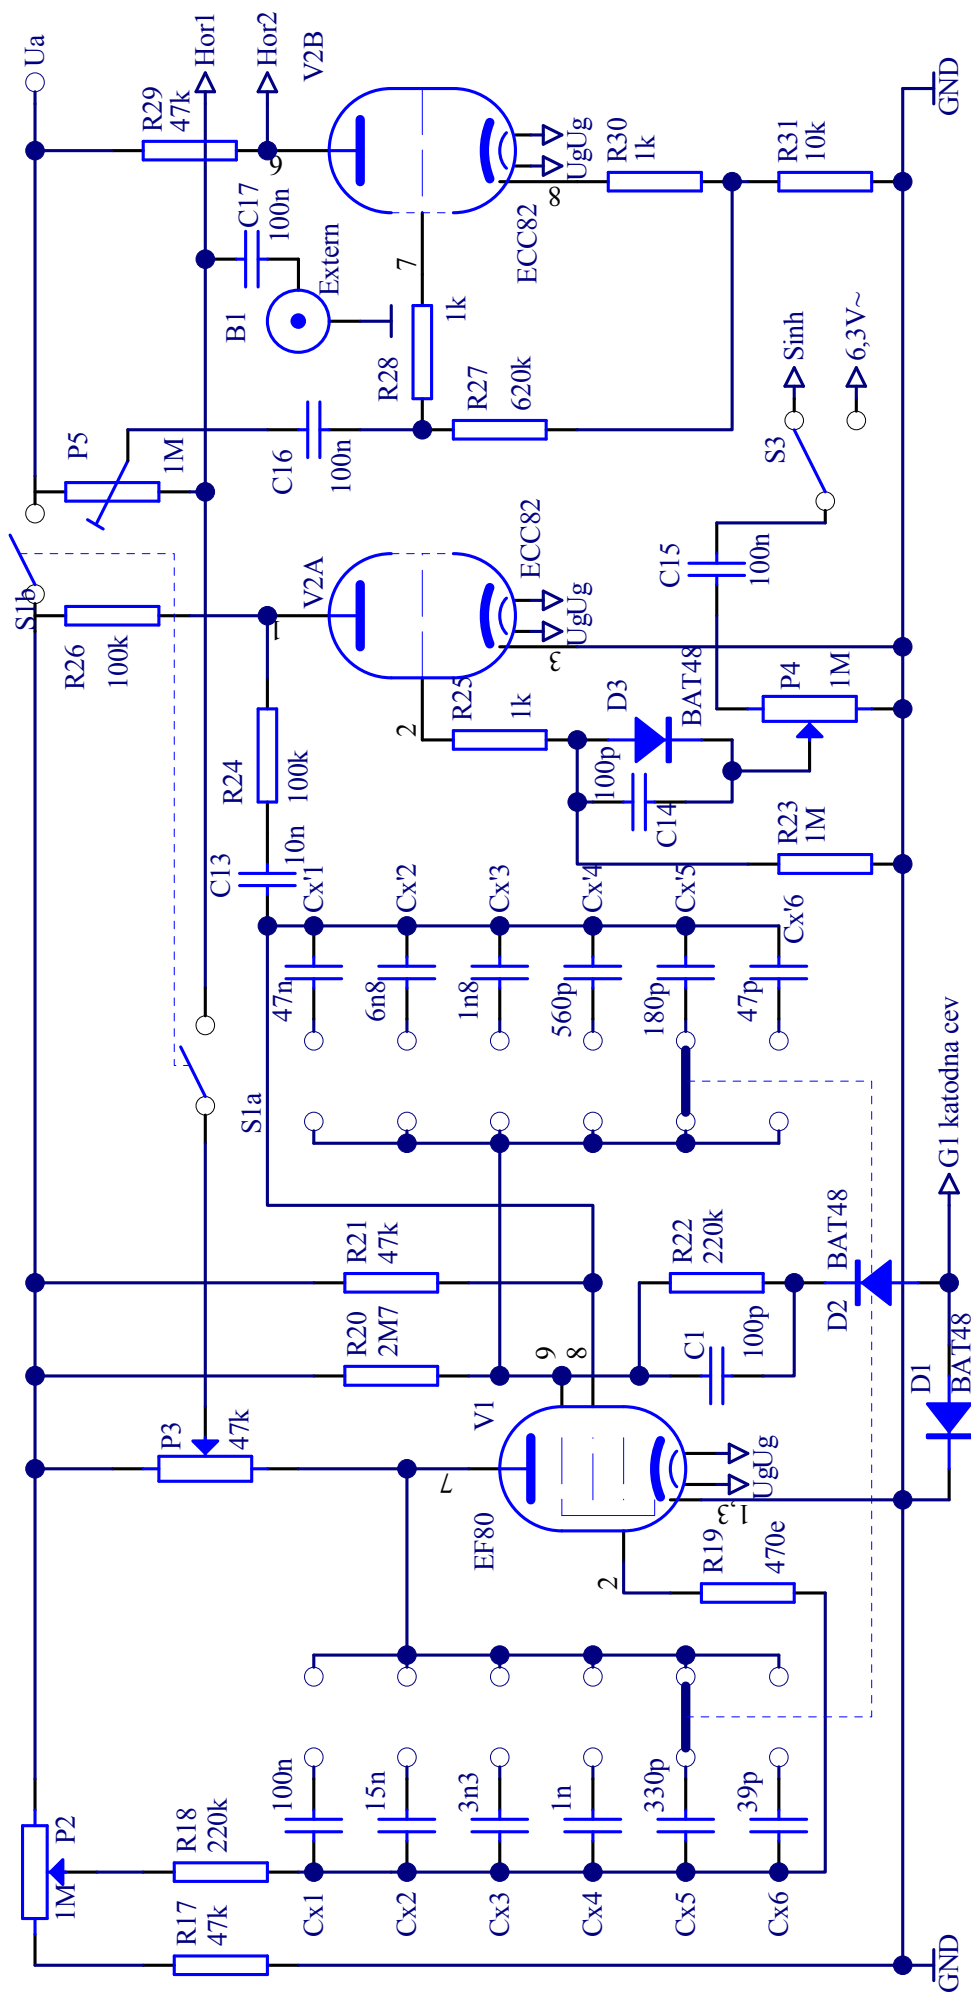 Ua
Hor1
Hor2
R29
47k
V2B
6
C17
100n
B1
Extern
7
R28
1k
8
Ug
Ug
ECC82
R30
1k
R31
10k
GND
P5
1M
C16
100n
R27
620k
S3
Sinh
6,3V~
S1b
R26
100k
V2A
1
ECC82
Ug
Ug
3
2
R25
1k
D3
BAT48
C15
100n
P4
1M
R24
100k
C13
10n
100p
C14
R23
1M
Cx'1
47n
Cx'2
6n8
Cx'3
1n8
Cx'4
560p
Cx'5
180p
Cx'6
47p
S1a
R21
47k
R20
2M7
R22
220k
C1
100p
D2
BAT48
G1 katodna cev
D1
BAT48
P3
47k
V1
9
8
7
EF80
Ug
Ug
1,3
2
R19
470e
P2
1M
R18
220k
R17
47k
100n
Cx1
15n
Cx2
3n3
Cx3
1n
Cx4
330p
Cx5
39p
Cx6
GND